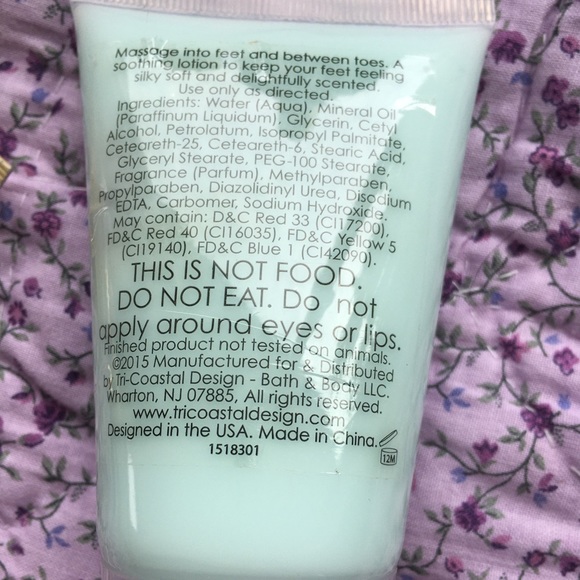 Massage into feet and between toes. A
soothing lotion to keep your feet feeling
silky soft and delightfully scented.
Use only as directed.
Ingredients: Water (Aqua), Mineral Oil
(Paraffinum Liquidum), Glycerin, Cetyl
Alcohol, Petrolatum, Isopropyl Palmitate,
Ceteareth-25, Ceteareth-6, Stearic Acid,
Glyceryl Stearate, PEG-100 Stearate,
Fragrance (Parfum), Methylparaben,
Propylparaben, Diazolidinyl Urea, Disodium
EDTA, Carbomer, Sodium Hydroxide.
May contain: D&C Red 33 (CI17200),
FD&C Red 40 (CI16035), FD&C Yellow 5
(CI19140), FD&C Blue 1 (CI42090).
THIS IS NOT FOOD.
DO NOT EAT. Do not
apply around eyes or lips.
Finished product not tested on animals.
©2015 Manufactured for & Distributed
by Tri-Coastal Design - Bath & Body LLC.
Wharton, NJ 07885, All rights reserved.
www.tricoastaldesign.com
Designed in the USA. Made in China.
12M
1518301